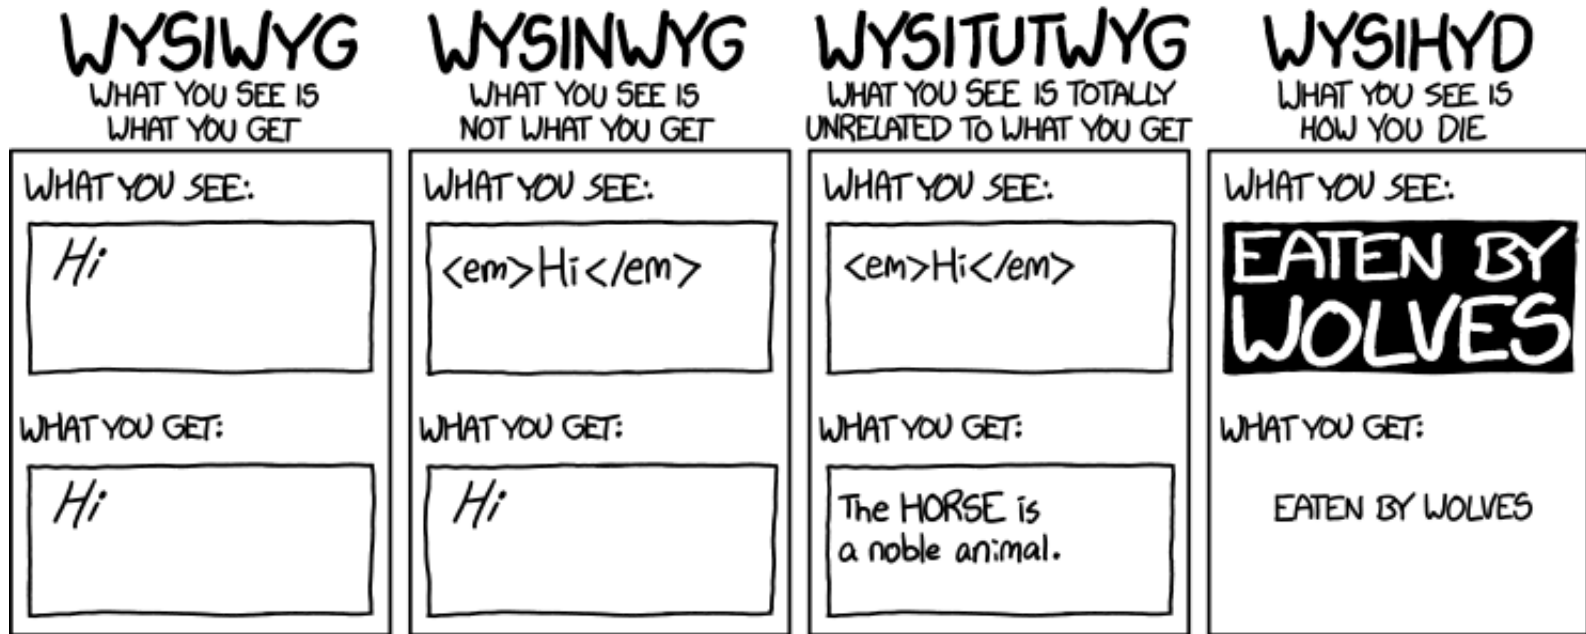 WYSIWYG
WHAT YOU SEE IS
WHAT YOU GET
WHAT YOU SEE:
Hi
WHAT YOU GET:
Hi
WYSINWYG
WHAT YOU SEE IS
NOT WHAT YOU GET
WHAT YOU SEE:
<em>Hi</em>
WHAT YOU GET:
Hi
WYSITUTWYG
WHAT YOU SEE IS TOTALLY
UNRELATED TO WHAT YOU GET
WHAT YOU SEE:
<em>Hi</em>
WHAT YOU GET:
The HORSE is
a noble animal.
WYSIHYD
WHAT YOU SEE IS
HOW YOU DIE
WHAT YOU SEE:
EATEN BY
WOLVES
WHAT YOU GET:
EATEN BY WOLVES